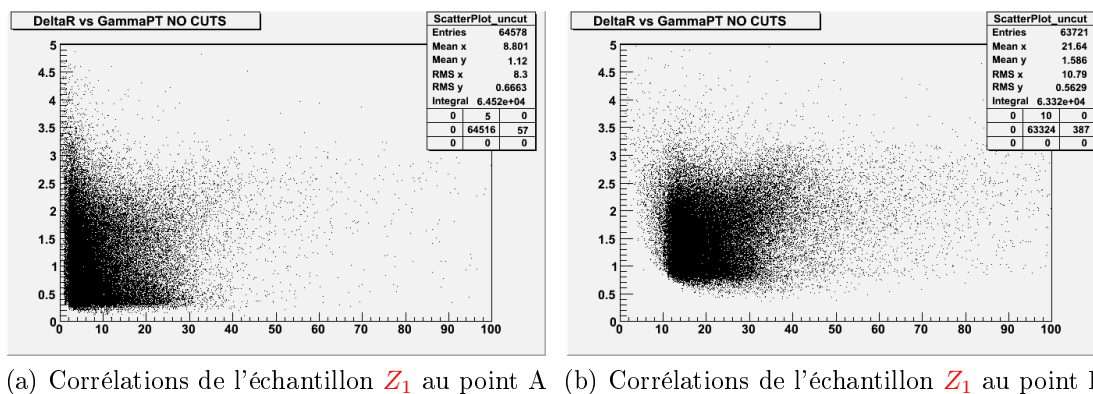 DeltaR vs GammaPT NO CUTS
ScatterPlot_uncut
Entries 64578
Mean x 8.801
Mean y 1.12
RMS x 8.3
RMS y 0.6663
Integral 6.452e+04
0 5 0
0 64516 57
0 0 0
5
4.5
4
3.5
3
2.5
2
1.5
1
0.5
0
0 10 20 30 40 50 60 70 80 90 100
(a) Corrélations de l'échantillon Z1 au point A
DeltaR vs GammaPT NO CUTS
ScatterPlot_uncut
Entries 63721
Mean x 21.64
Mean y 1.586
RMS x 10.79
RMS y 0.5629
Integral 6.332e+04
0 10 0
0 63324 387
0 0 0
5
4.5
4
3.5
3
2.5
2
1.5
1
0.5
0
0 10 20 30 40 50 60 70 80 90 100
(b) Corrélations de l'échantillon Z1 au point